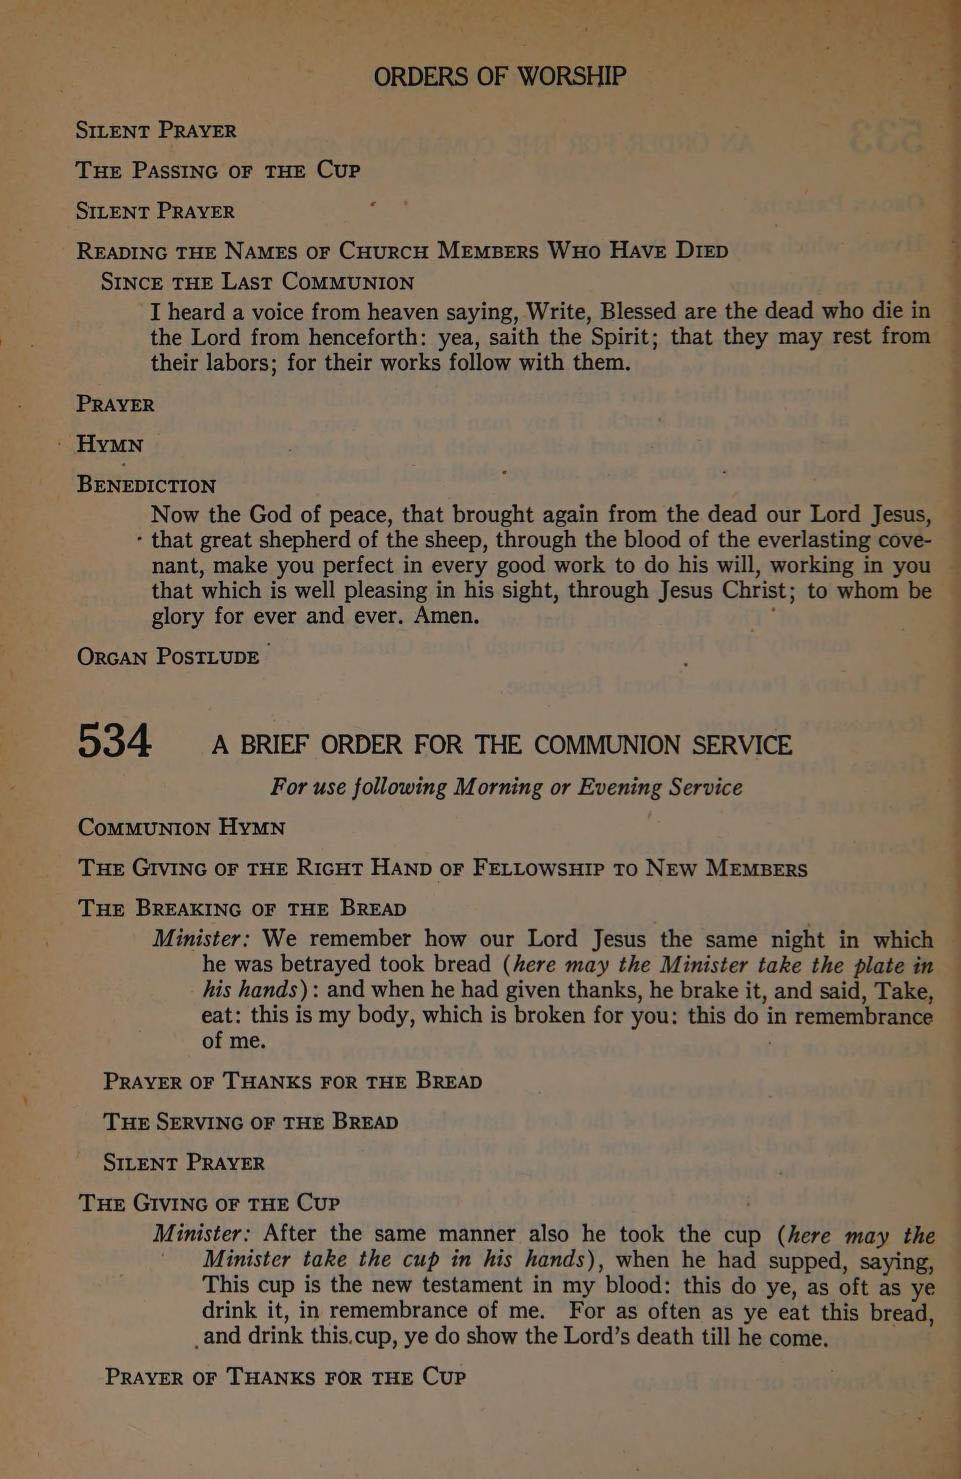 ORDERS OF WORSHIP
SILENT PRAYER
THE PASSING OF THE CUP
SILENT PRAYER
READING THE NAMES OF CHURCH MEMBERS WHO HAVE DIED
SINCE THE LAST COMMUNION
I heard a voice from heaven saying, Write, Blessed are the dead who die in
the Lord from henceforth: yea, saith the Spirit; that they may rest from
their labors; for their works follow with them.
PRAYER
HYMN
BENEDICTION
Now the God of peace, that brought again from the dead our Lord Jesus,
that great shepherd of the sheep, through the blood of the everlasting cove-
nant, make you perfect in every good work to do his will, working in you
that which is well pleasing in his sight, through Jesus Christ; to whom be
glory for ever and ever. Amen.
ORGAN POSTLUDE
534 A BRIEF ORDER FOR THE COMMUNION SERVICE
For use following Morning or Evening Service
COMMUNION HYMN
THE GIVING OF THE RIGHT HAND OF FELLOWSHIP TO NEW MEMBERS
THE BREAKING OF THE BREAD
Minister: We remember how our Lord Jesus the same night in which
he was betrayed took bread (here may the Minister take the plate in
his hands): and when he had given thanks, he brake it, and said, Take,
eat: this is my body, which is broken for you: this do in remembrance
of me.
PRAYER OF THANKS FOR THE BREAD
THE SERVING OF THE BREAD
SILENT PRAYER
THE GIVING OF THE CUP
Minister: After the same manner also he took the cup (here may the
Minister take the cup in his hands), when he had supped, saying,
This cup is the new testament in my blood: this do ye, as oft as ye
drink it, in remembrance of me. For as often as ye eat this bread,
and drink this cup, ye do show the Lord's death till he come.
PRAYER OF THANKS FOR THE CUP